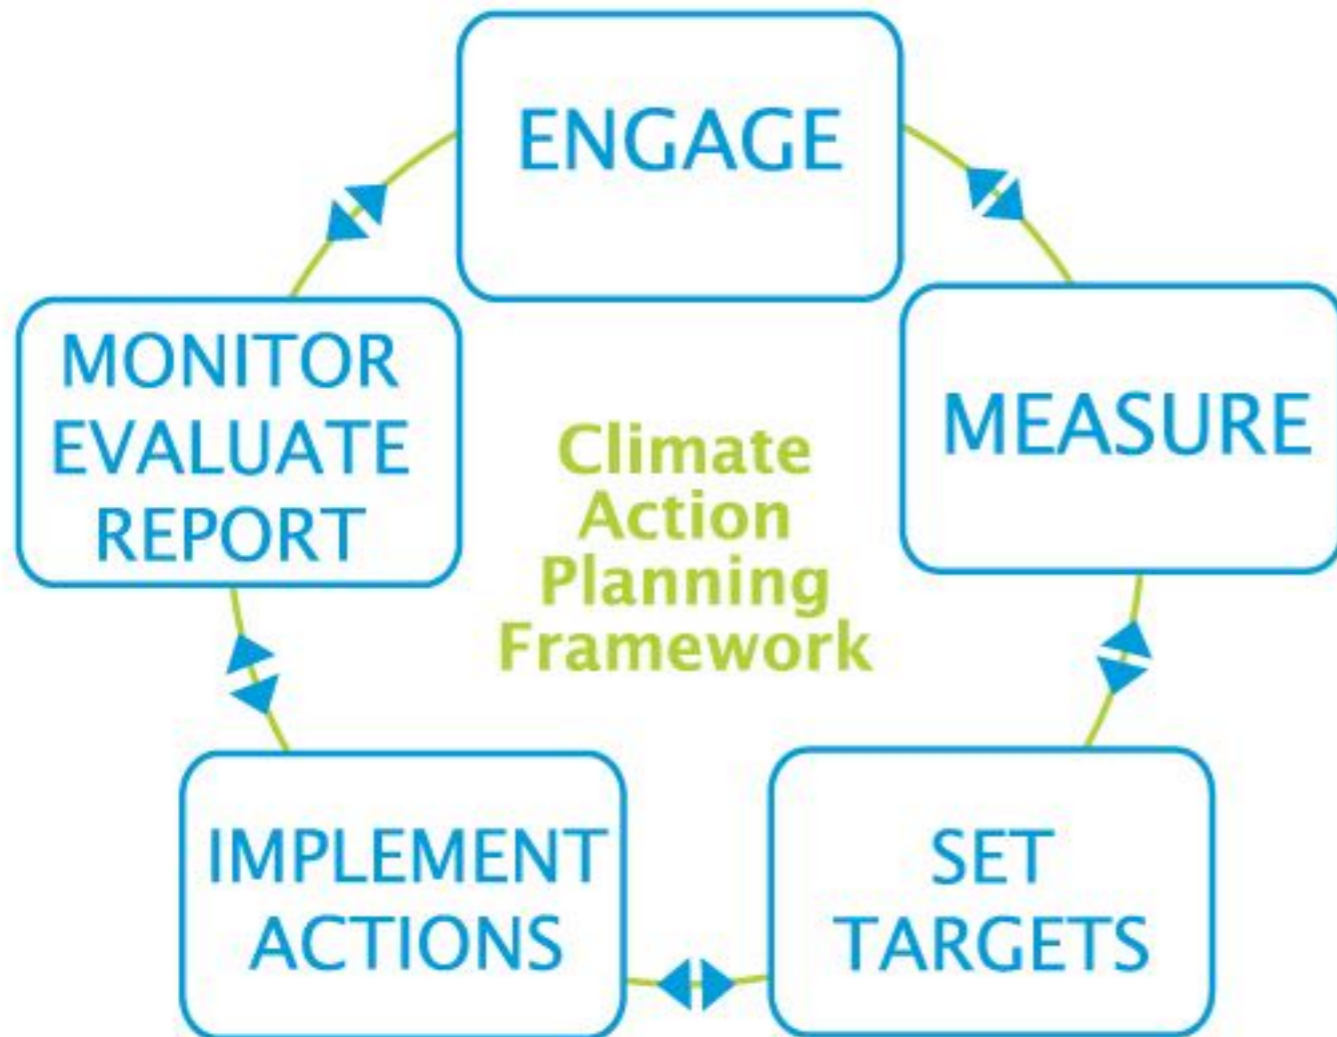 ENGAGE
MEASURE
SET
TARGETS
IMPLEMENT
ACTIONS
MONITOR
EVALUATE
REPORT
Climate
Action
Planning
Framework